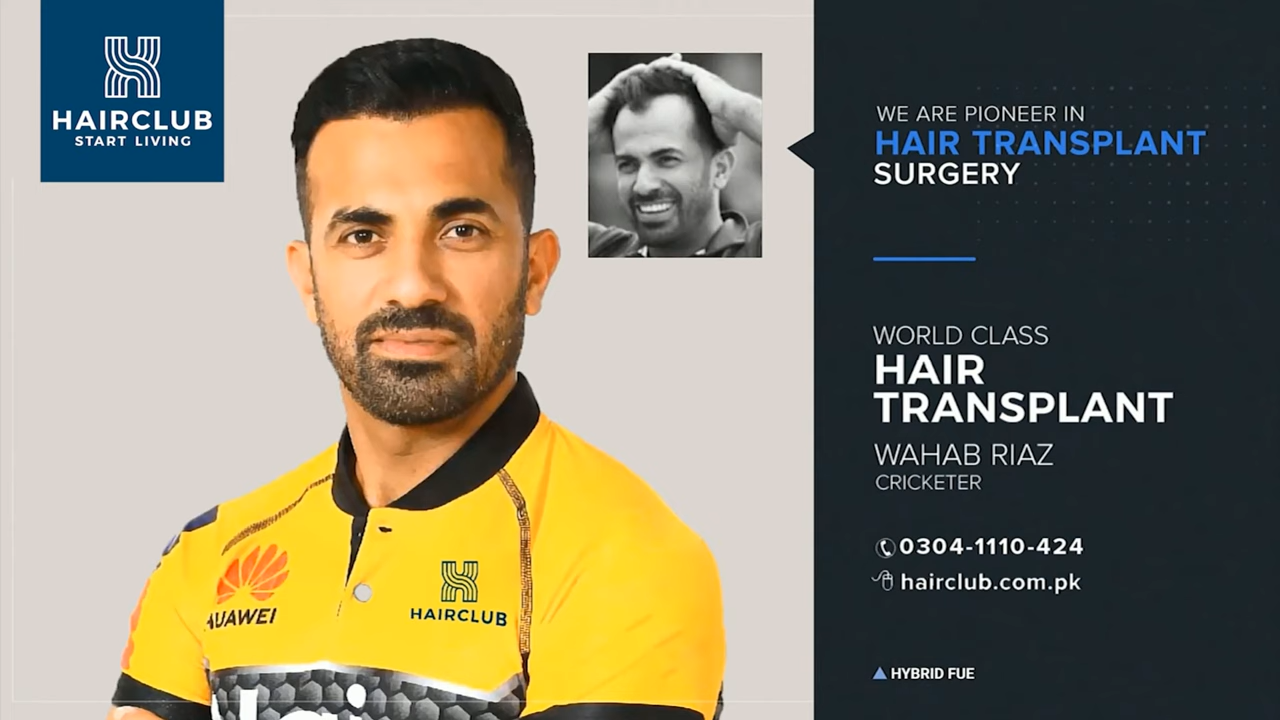 HAIRCLUB
START LIVING
WE ARE PIONEER IN
HAIR TRANSPLANT
SURGERY
WORLD CLASS
HAIR
TRANSPLANT
WAHAB RIAZ
CRICKETER
0304-1110-424
hairclub.com.pk
HYBRID FUE
HUAWEI
HAIRCLUB